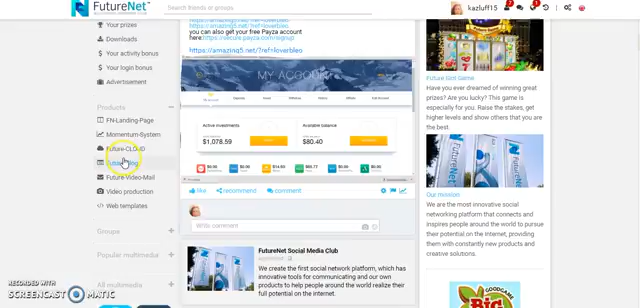 FutureNet
Search friends or groups
kazluff15
Your prizes
Downloads
Your activity bonus
Your login bonus
Advertisement
Products
FN-Landing-Page
Momentum-System
Future-CLOUD
Future-Video-Mail
Video production
Web templates
Groups
Popular multimedia
All multimedia
you can also get your free Payza account
here:https://secure.payza.com/signup
https://amazinq5.net/?ref=loverbleo
MY ACCOUNT
Active investments
$1,078.59
$80.40
like
recommend
comment
Write comment
FutureNet Social Media Club
We create the first social network platform, which has
innovative tools for communicating and our own
products to help people around the world realize their
full potential on the internet.
Have you ever dreamed of winning great
prizes? Are you lucky? This game is
especially for you. Raise the stakes, get
higher levels and show others that you are
the best.
Our mission
We are the most innovative social
networking platform that connects and
inspires people around the world to pursue
their potential on the internet, providing
them with constantly new products and
creative solutions.
GOODGAME
BIG
RECORDED WITH
SCREENCAST MATIC